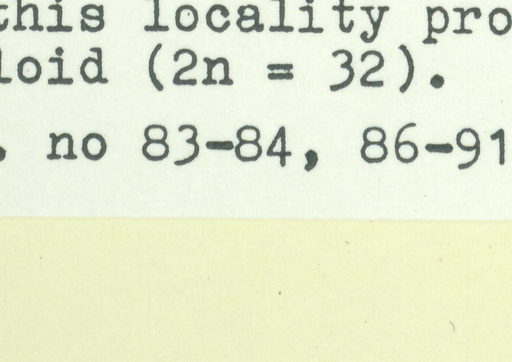 this locality pro
loid (2n = 32).
. no 83-84, 86-91